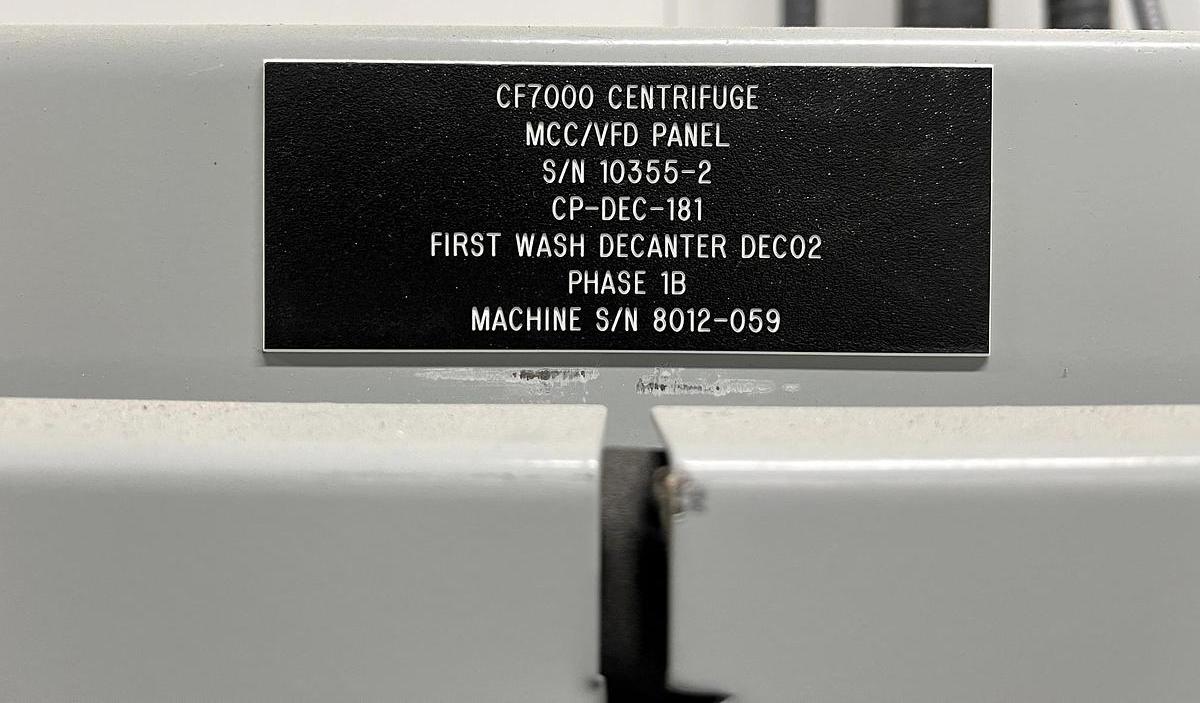 CF7000 CENTRIFUGE
MCC/VFD PANEL
S/N 10355-2
CP-DEC-181
FIRST WASH DECANTER DEC02
PHASE 1B
MACHINE S/N 8012-059